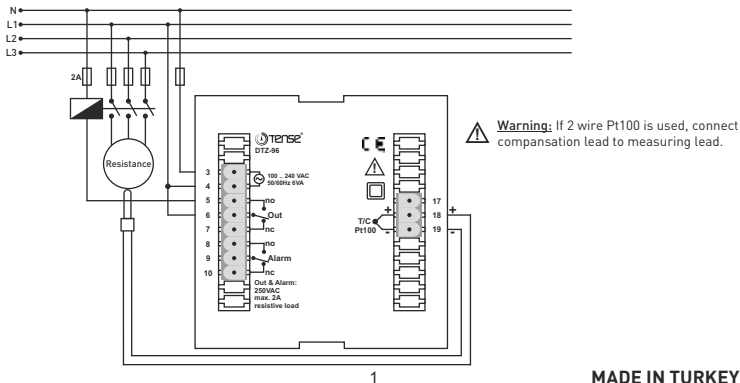 N
L1
L2
L3
2A
Resistance
TENSE
DTZ-96
100 .. 240 VAC
50/60Hz 6VA
3
4
5
6
7
8
9
10
no
Out
nc
no
Alarm
nc
Out & Alarm:
250VAC
max. 2A
resistive load
CE
T/C
Pt100
+
-
17
18
19
+
-
Warning: If 2 wire Pt100 is used, connect
compansation lead to measuring lead.
1
MADE IN TURKEY